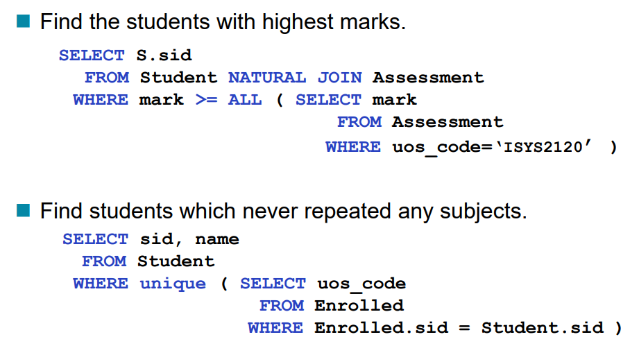 Find the students with highest marks.
SELECT S.sid
FROM Student NATURAL JOIN Assessment
WHERE mark >= ALL ( SELECT mark
FROM Assessment
WHERE uos_code=‘ISYS2120’ )
Find students which never repeated any subjects.
SELECT sid, name
FROM Student
WHERE unique ( SELECT uos_code
FROM Enrolled
WHERE Enrolled.sid = Student.sid )